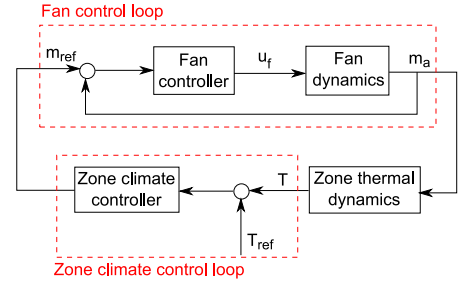 Fan control loop
m_ref
Fan
controller
u_f
Fan
dynamics
m_a
Zone climate
controller
T
Zone thermal
dynamics
T_ref
Zone climate control loop